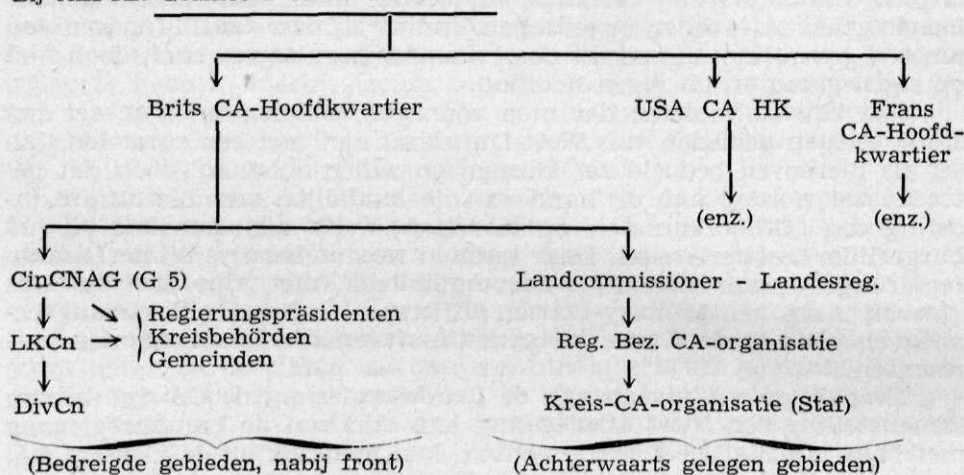 Brits CA-Hoofdkwartier USA CA HK Frans
CA-Hoofd-
kwartier
(enz.) (enz.)
CinCNAG (G 5) Landcommissioner - Landesreg.
Regierungspräsidenten
LKCn Kreisbehörden Reg. Bez. CA-organisatie
Gemeinden
DivCn Kreis-CA-organisatie (Staf)
(Bedreigde gebieden, nabij front) (Achterwaarts gelegen gebieden)